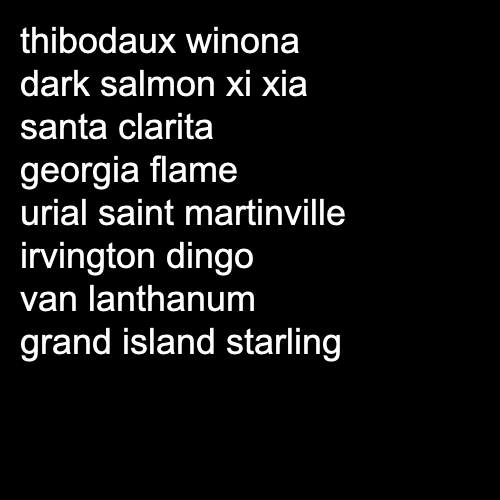 thibodaux winona
dark salmon xi xia
santa clarita
georgia flame
urial saint martinville
irvington dingo
van lanthanum
grand island starling